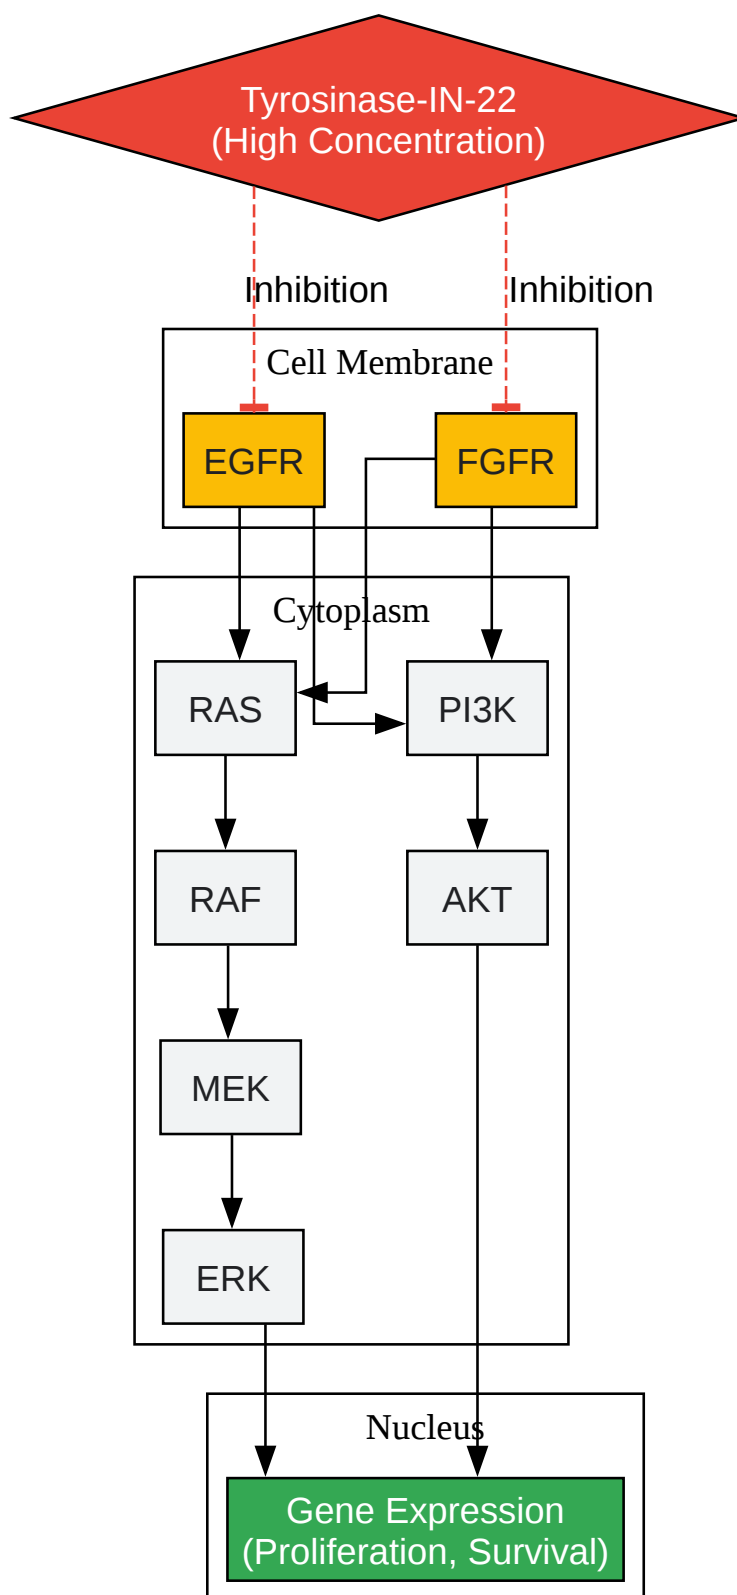 Tyrosinase-IN-22
(High Concentration)
Inhibition
Inhibition
Cell Membrane
EGFR
FGFR
Cytoplasm
RAS
PI3K
RAF
AKT
MEK
ERK
Nucleus
Gene Expression
(Proliferation, Survival)